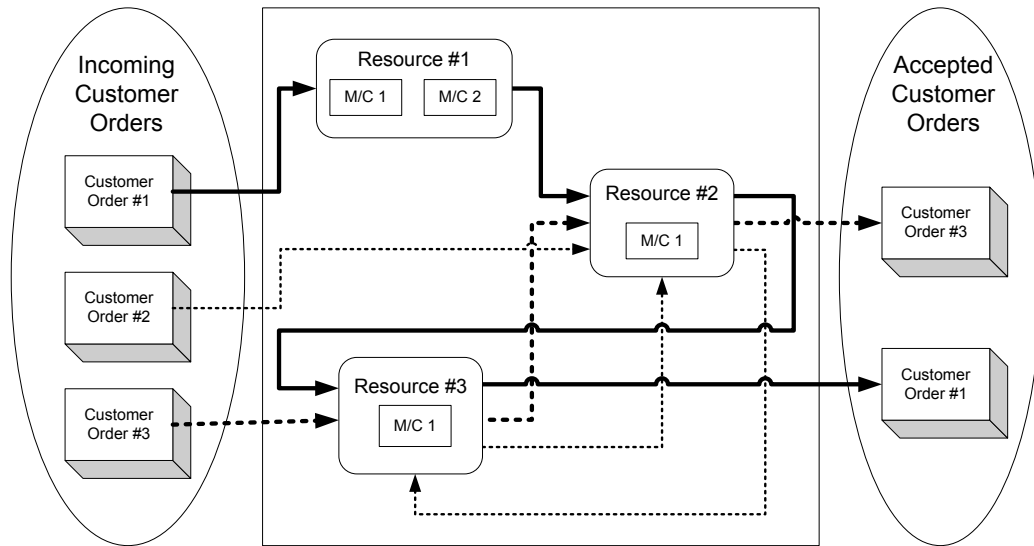 Incoming
Customer
Orders
Customer
Order #1
Customer
Order #2
Customer
Order #3
Resource #1
M/C 1
M/C 2
Resource #2
M/C 1
Resource #3
M/C 1
Accepted
Customer
Orders
Customer
Order #3
Customer
Order #1